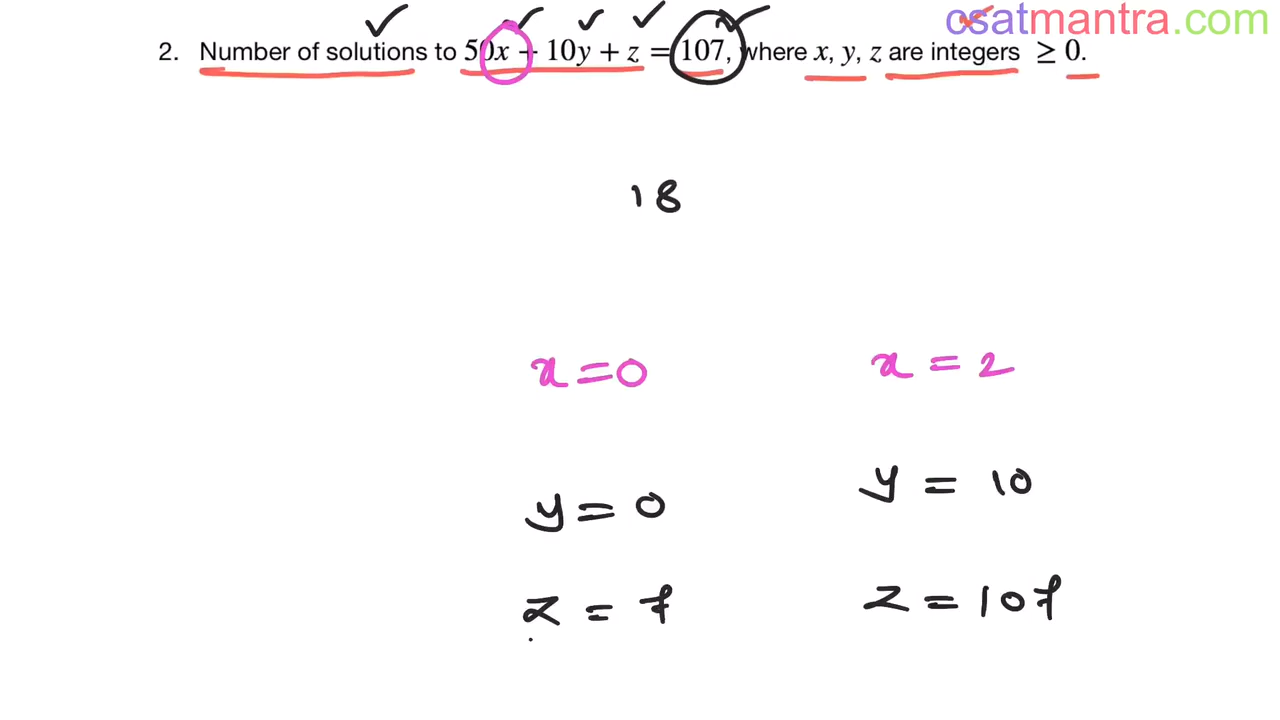 csatmantra.com
2. Number of solutions to 50x + 10y + z = 107, where x, y, z are integers ≥ 0.
18
x = 0 x = 2
y = 0 y = 10
z = 7 z = 107